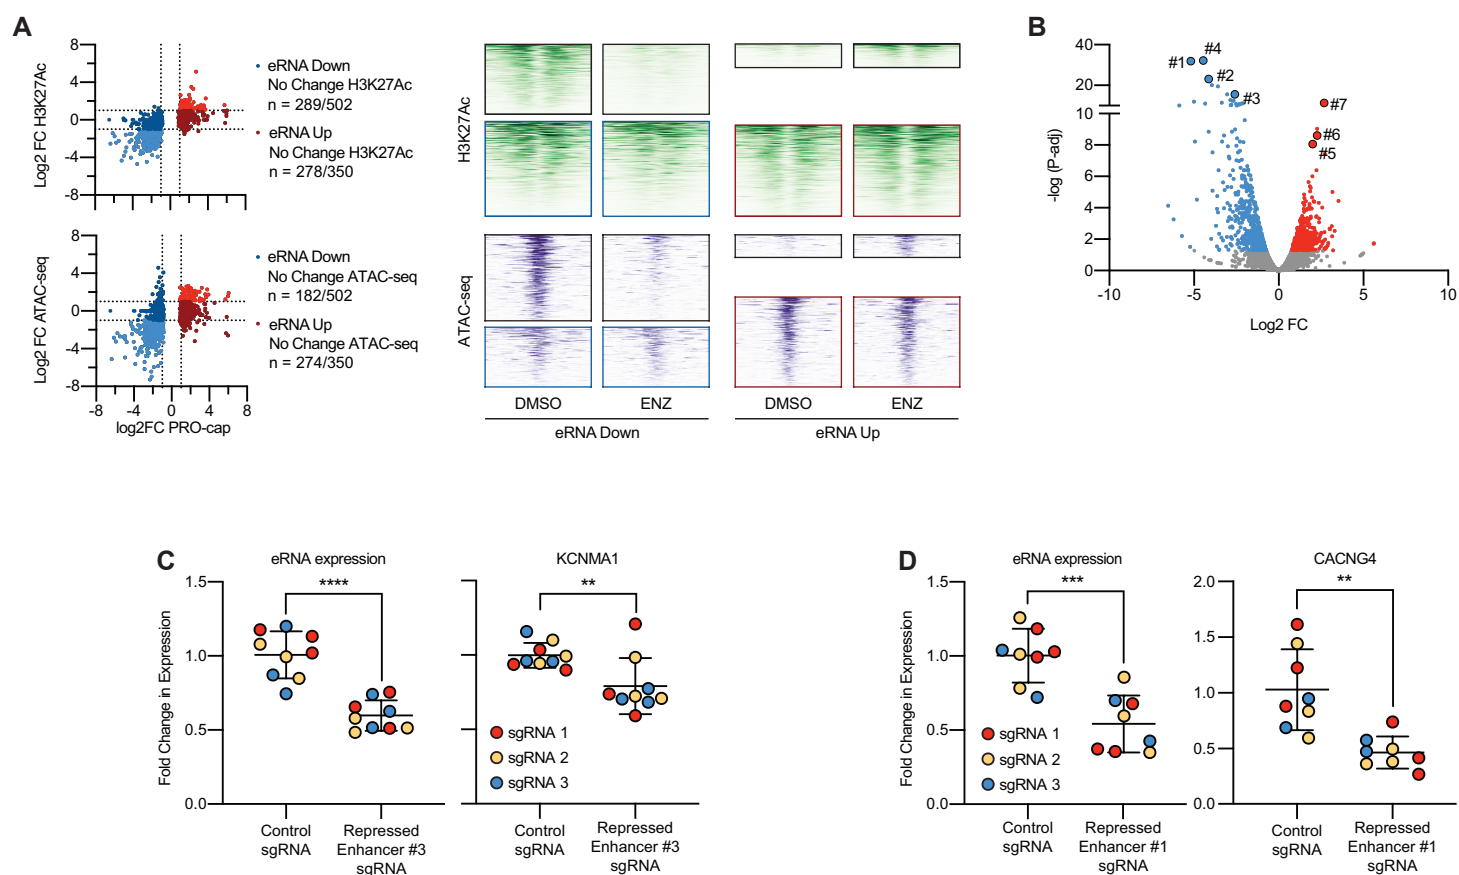 A
8
4
0
-4
-8
Log2 FC H3K27Ac
eRNA Down
No Change H3K27Ac
n = 289/502
eRNA Up
No Change H3K27Ac
n = 278/350
8
4
0
-4
-8
Log2 FC ATAC-seq
-8 -4 0 4 8
log2FC PRO-cap
eRNA Down
No Change ATAC-seq
n = 182/502
eRNA Up
No Change ATAC-seq
n = 274/350
H3K27Ac
ATAC-seq
DMSO ENZ DMSO ENZ
eRNA Down eRNA Up
B
40
20
10
8
6
4
2
0
-log (P-adj)
#1
#4
#2
#3
#7
#6
#5
-10 -5 0 5 10
Log2 FC
C
eRNA expression
****
1.5
1.0
0.5
0.0
Fold Change in Expression
Control
sgRNA
Repressed
Enhancer #3
sgRNA
KCNMA1
**
sgRNA 1
sgRNA 2
sgRNA 3
Control
sgRNA
Repressed
Enhancer #3
sgRNA
D
eRNA expression
***
1.5
1.0
0.5
0.0
Fold Change in Expression
sgRNA 1
sgRNA 2
sgRNA 3
Control
sgRNA
Repressed
Enhancer #1
sgRNA
CACNG4
**
2.0
1.5
1.0
0.5
0.0
Control
sgRNA
Repressed
Enhancer #1
sgRNA